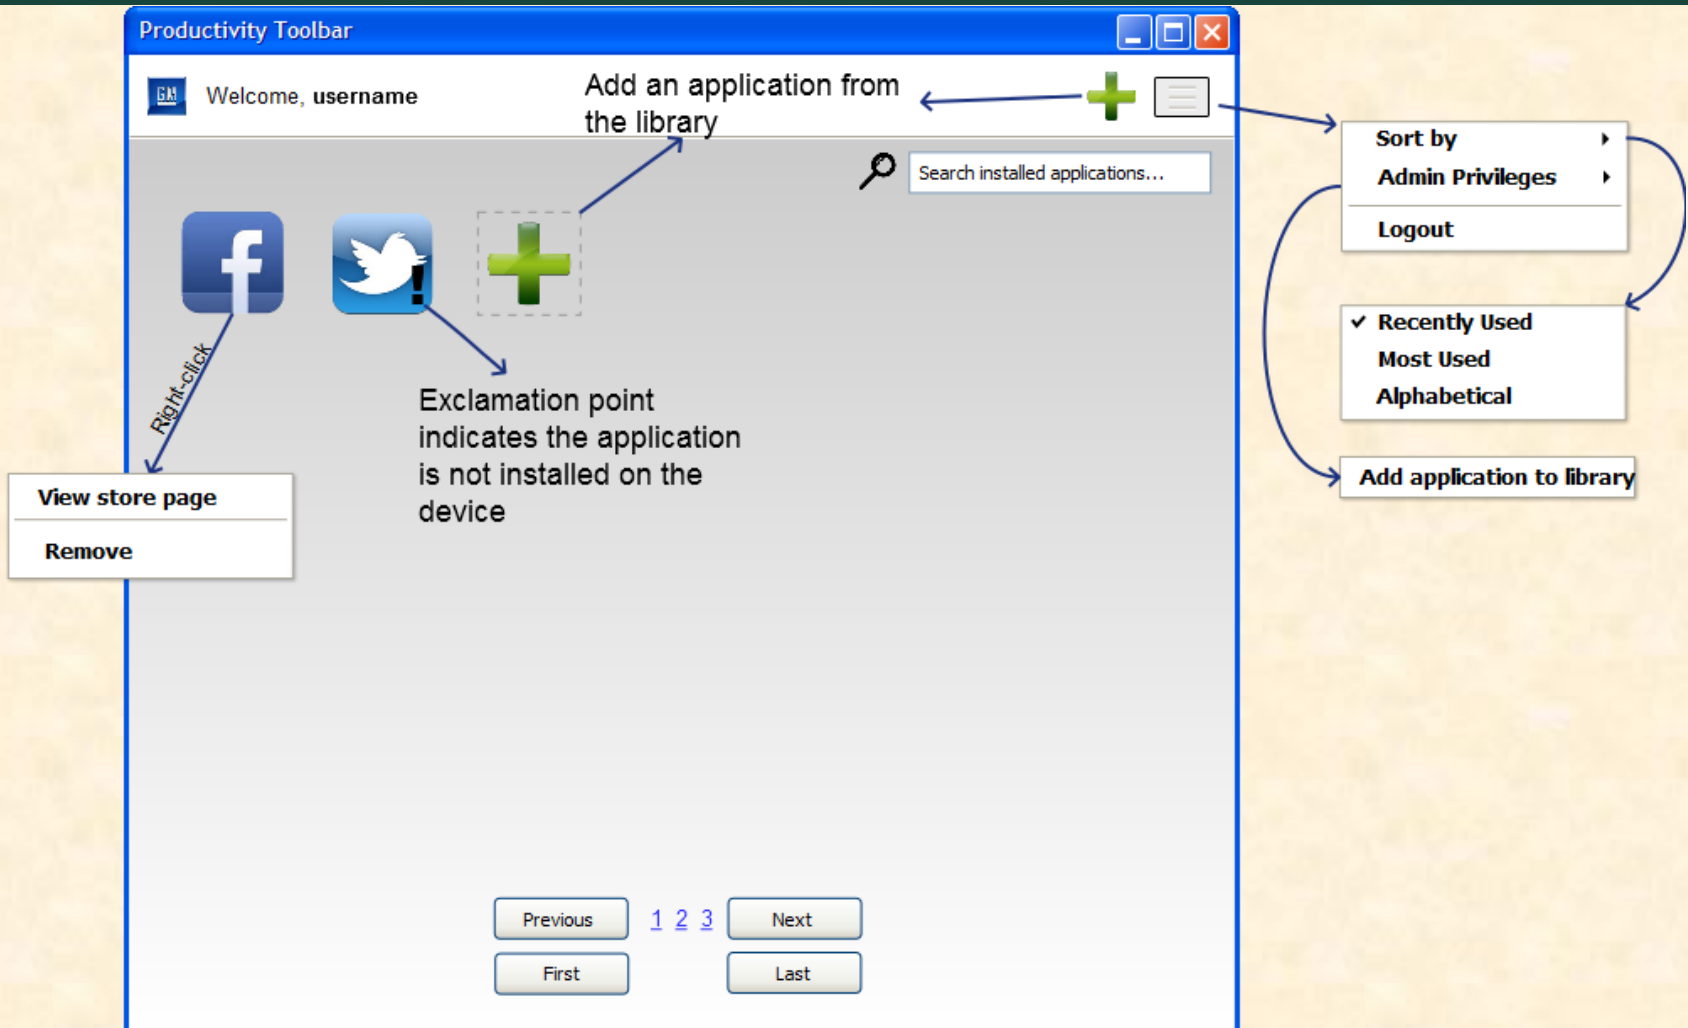 Productivity Toolbar
GM
Welcome, username
Add an application from
the library
Search installed applications...
Sort by
Admin Privileges
Logout
Recently Used
Most Used
Alphabetical
Add application to library
Right-click
Exclamation point
indicates the application
is not installed on the
device
View store page
Remove
Previous 1 2 3 Next
First Last